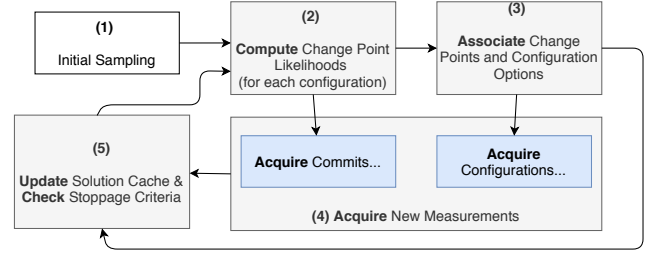 (1)
Initial Sampling
(2)
Compute Change Point
Likelihoods
(for each configuration)
(3)
Associate Change
Points and Configuration
Options
(5)
Update Solution Cache &
Check Stoppage Criteria
Acquire Commits...
Acquire
Configurations...
(4) Acquire New Measurements